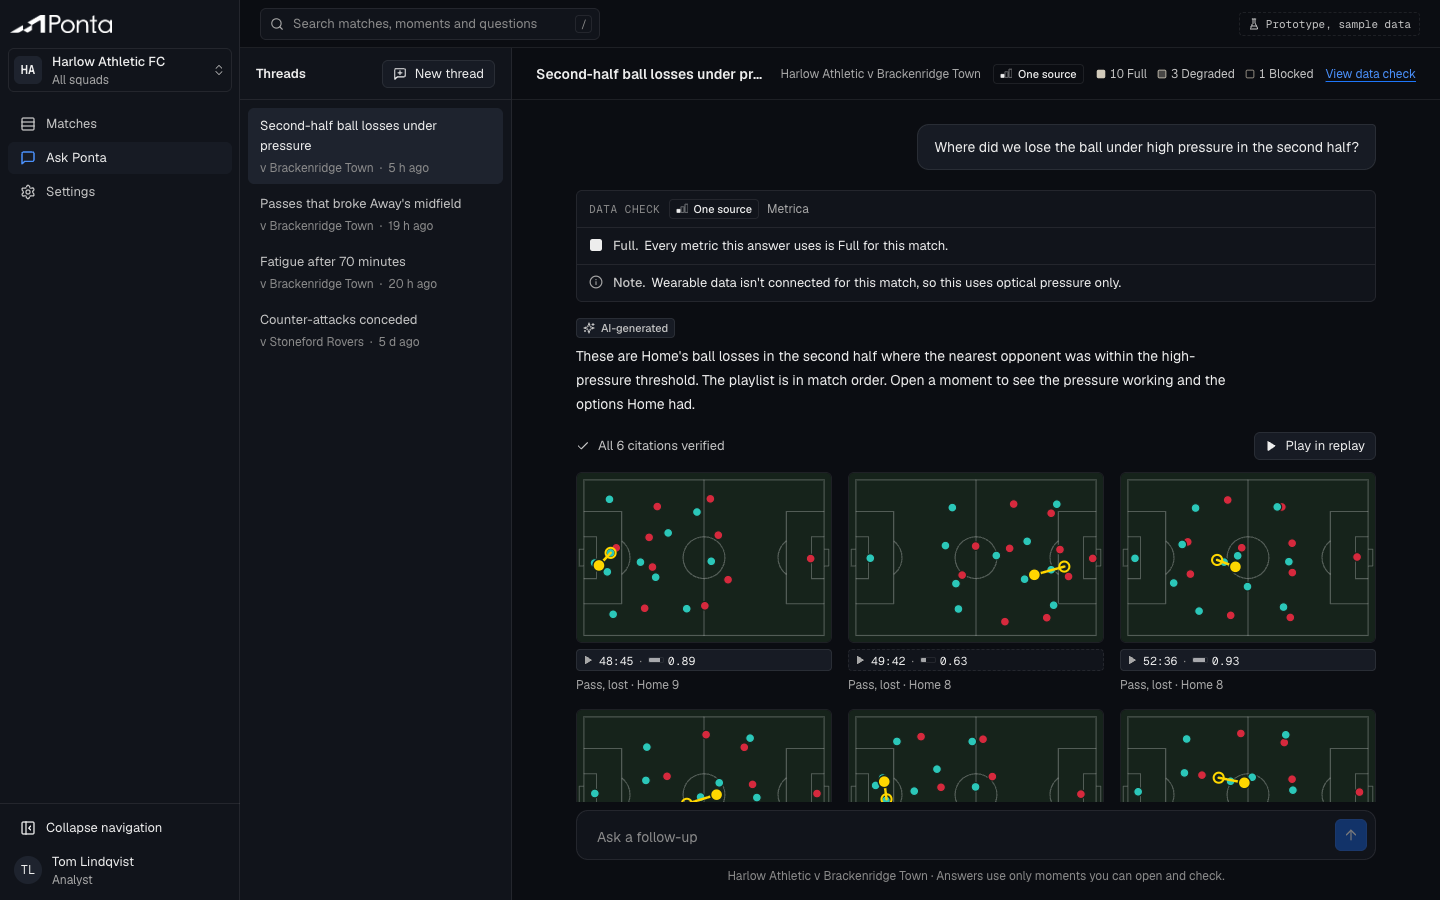 Ponta
Search matches, moments and questions
/
Prototype, sample data
HA
Harlow Athletic FC
All squads
Matches
Ask Ponta
Settings
Collapse navigation
TL
Tom Lindqvist
Analyst
Threads
New thread
Second-half ball losses under
pressure
v Brackenridge Town · 5 h ago
Passes that broke Away's midfield
v Brackenridge Town · 19 h ago
Fatigue after 70 minutes
v Brackenridge Town · 20 h ago
Counter-attacks conceded
v Stoneford Rovers · 5 d ago
Second-half ball losses under pr...
Harlow Athletic v Brackenridge Town
One source
10 Full
3 Degraded
1 Blocked
View data check
Where did we lose the ball under high pressure in the second half?
DATA CHECK
One source
Metrica
Full. Every metric this answer uses is Full for this match.
Note. Wearable data isn't connected for this match, so this uses optical pressure only.
AI-generated
These are Home's ball losses in the second half where the nearest opponent was within the high-
pressure threshold. The playlist is in match order. Open a moment to see the pressure working and the
options Home had.
All 6 citations verified
Play in replay
48:45 · 0.89
Pass, lost · Home 9
49:42 · 0.63
Pass, lost · Home 8
52:36 · 0.93
Pass, lost · Home 8
Ask a follow-up
Harlow Athletic v Brackenridge Town · Answers use only moments you can open and check.